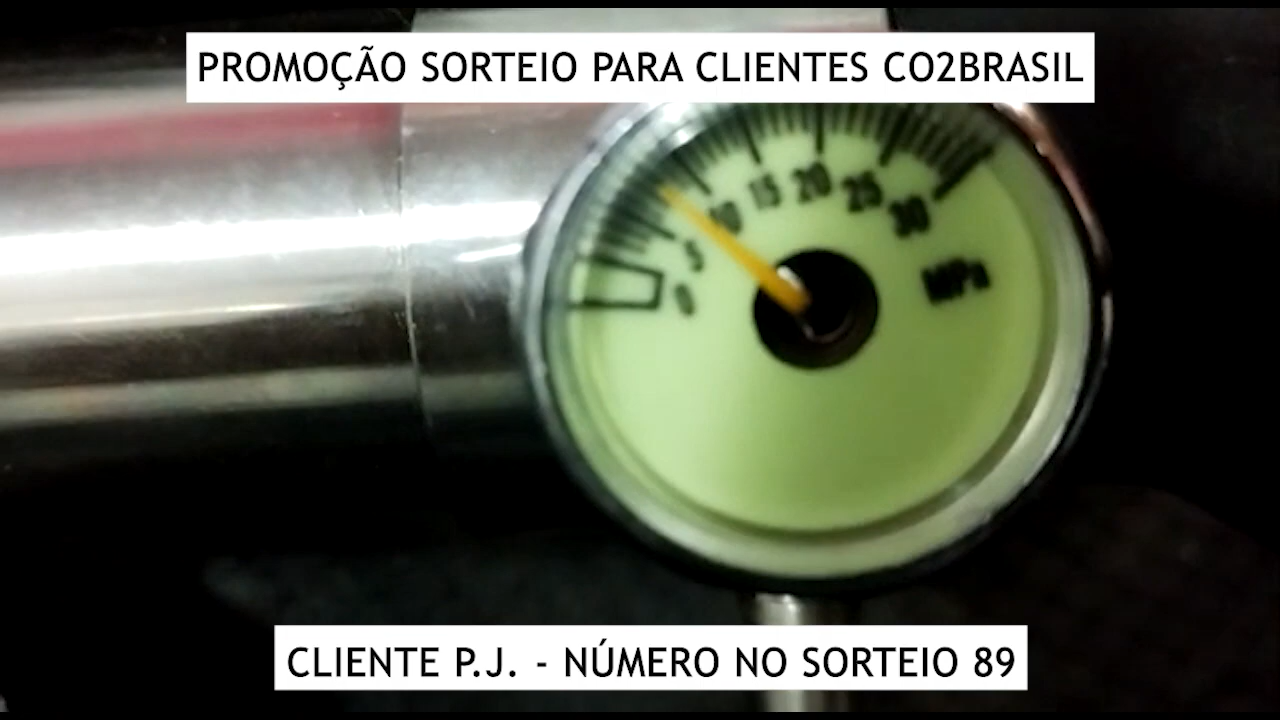 PROMOÇÃO SORTEIO PARA CLIENTES CO2BRASIL
0 5 10 15 20 25 30
MPa
CLIENTE P.J. - NÚMERO NO SORTEIO 89